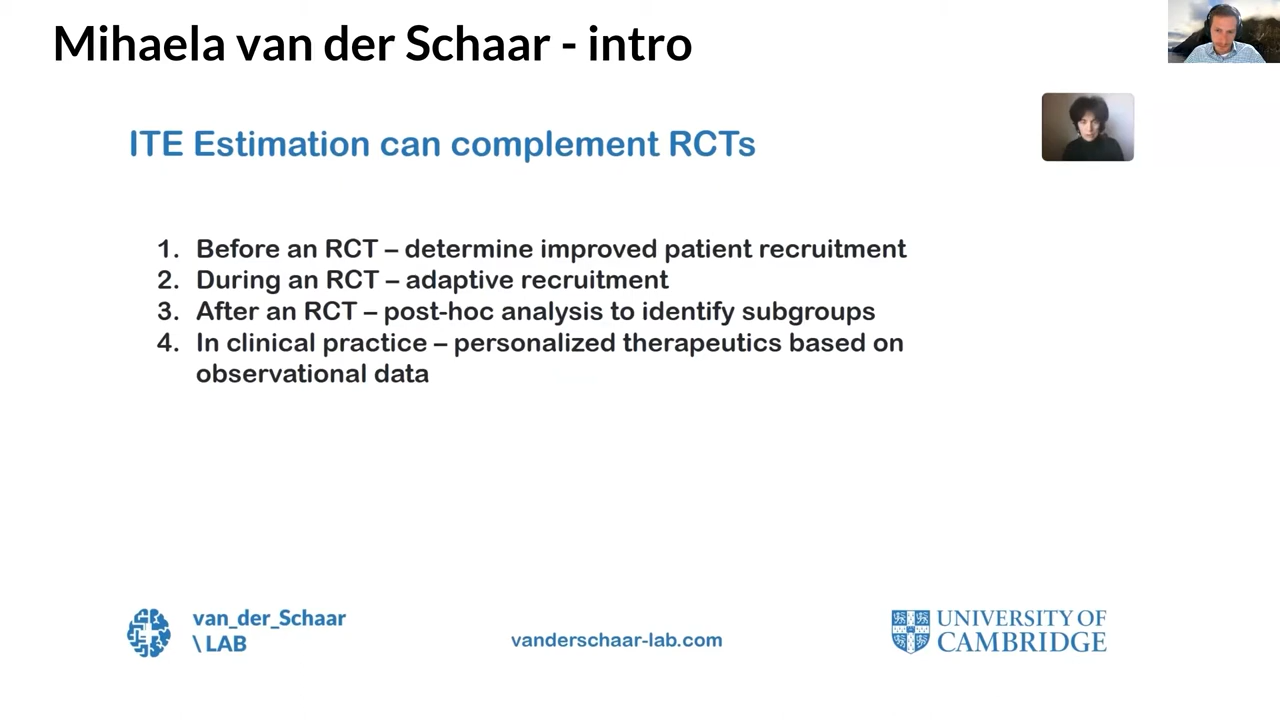 Mihaela van der Schaar - intro
ITE Estimation can complement RCTs
1. Before an RCT – determine improved patient recruitment
2. During an RCT – adaptive recruitment
3. After an RCT – post-hoc analysis to identify subgroups
4. In clinical practice – personalized therapeutics based on
observational data
van_der_Schaar
\ LAB
vanderschaar-lab.com
UNIVERSITY OF
CAMBRIDGE